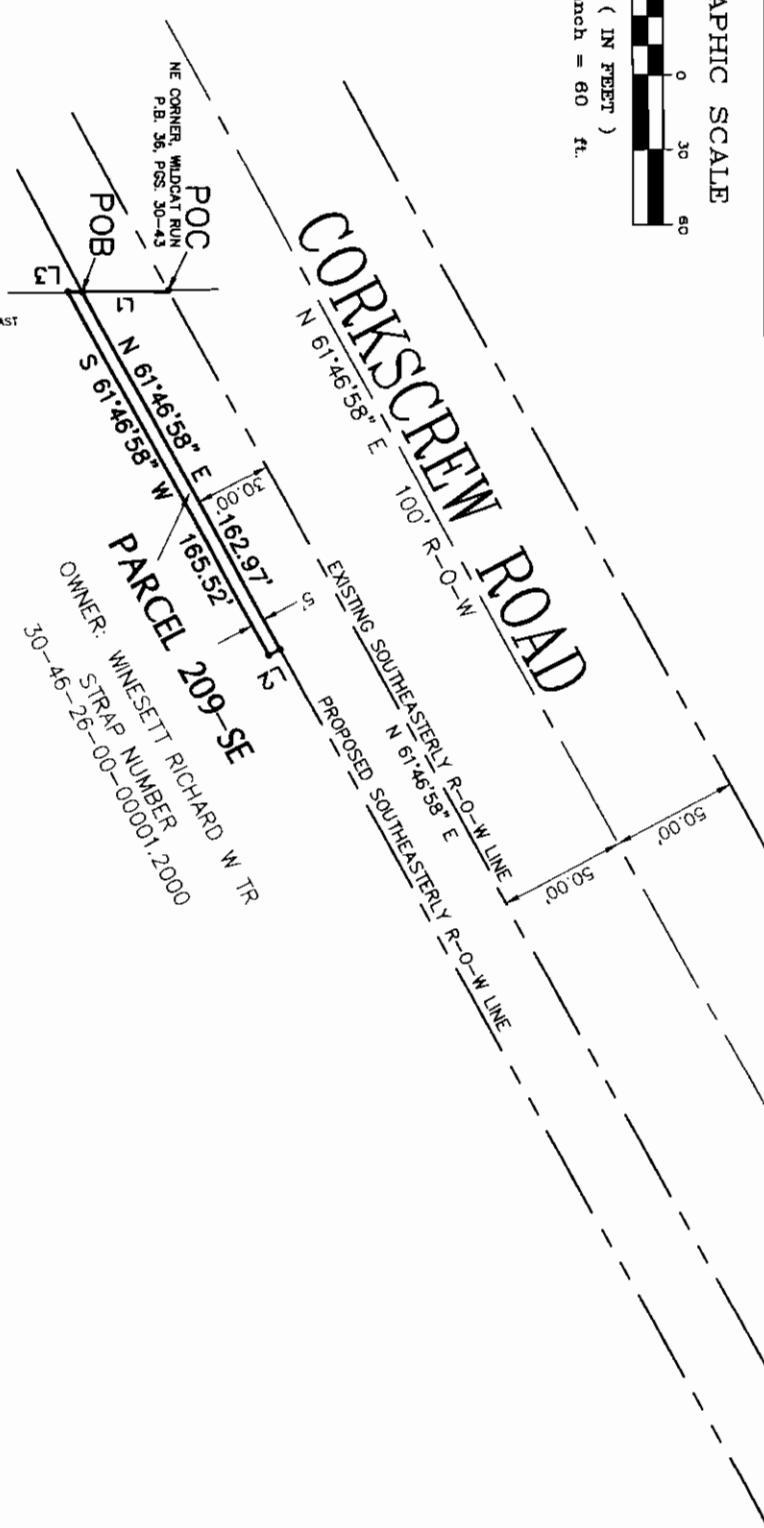 APHIC SCALE
0
30
60
( IN FEET )
nch = 60 ft.
NE CORNER, WILDCAT RUN
P.B. 36, PGS. 30-43
POC
POB
L1
L3
AST
CORKSCREW ROAD
N 61°46'58" E 100' R-O-W
N 61°46'58" E 162.97'
S 61°46'58" W 165.52'
30.00'
5'
L2
EXISTING SOUTHEASTERLY R-O-W LINE
N 61°46'58" E
PROPOSED SOUTHEASTERLY R-O-W LINE
50.00'
50.00'
PARCEL 209-SE
OWNER: WINESETT RICHARD W TR
STRAP NUMBER
30-46-26-00-00001.2000